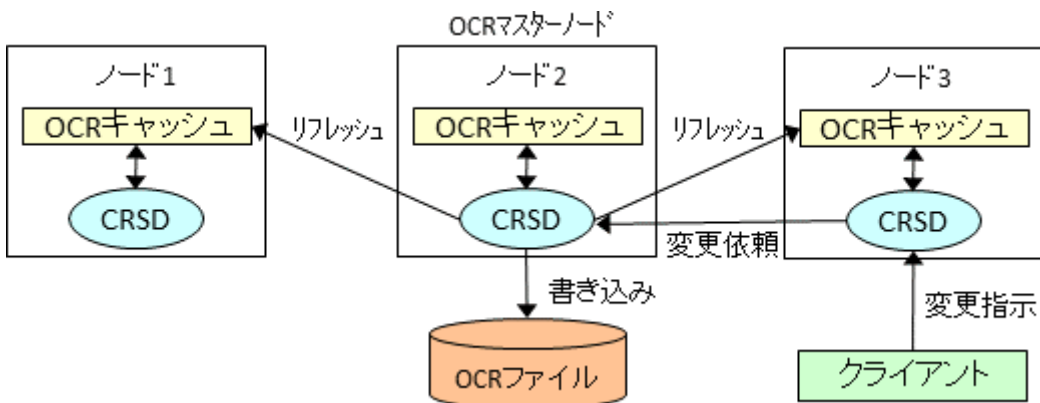 OCRマスターノード
ノード1
ノード2
ノード3
OCRキャッシュ
リフレッシュ
OCRキャッシュ
リフレッシュ
OCRキャッシュ
CRSD
CRSD
CRSD
変更依頼
書き込み
変更指示
OCRファイル
クライアント